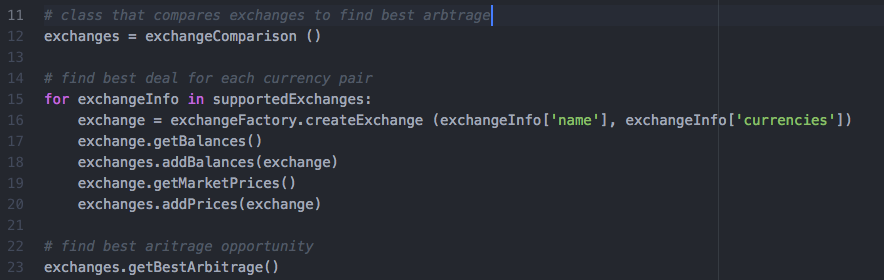 11 # class that compares exchanges to find best arbtrage
12 exchanges = exchangeComparison ()
13
14 # find best deal for each currency pair
15 for exchangeInfo in supportedExchanges:
16     exchange = exchangeFactory.createExchange (exchangeInfo['name'], exchangeInfo['currencies'])
17     exchange.getBalances()
18     exchanges.addBalances(exchange)
19     exchange.getMarketPrices()
20     exchanges.addPrices(exchange)
21
22 # find best aritrage opportunity
23 exchanges.getBestArbitrage()